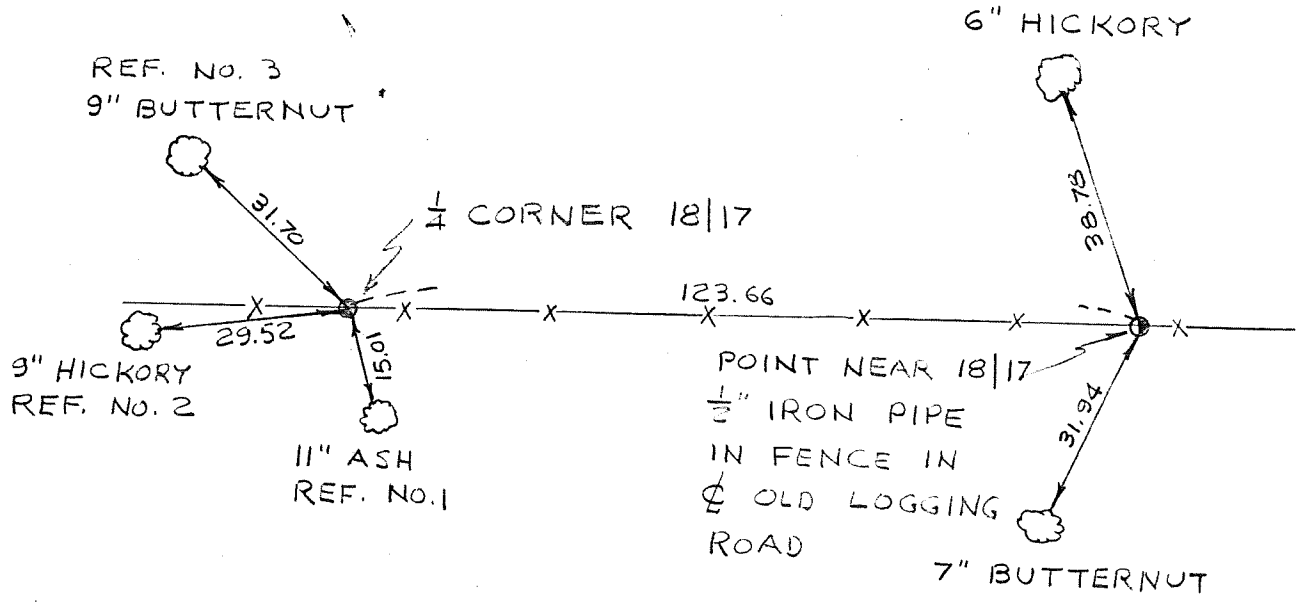 6" HICKORY
REF. NO. 3
9" BUTTERNUT
31.70
1/4 CORNER 18|17
38.78
123.66
29.52
15.01
9" HICKORY
REF. NO. 2
11" ASH
REF. NO. 1
POINT NEAR 18|17
1/2" IRON PIPE
IN FENCE IN
℄ OLD LOGGING
ROAD
31.94
7" BUTTERNUT